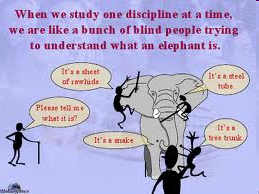 When we study one discipline at a time,
we are like a bunch of blind people trying
to understand what an elephant is.
It's a sheet
of rawhide.
It's a steel
tube.
Please tell me
what it is?
It's a snake
It's a
tree trunk